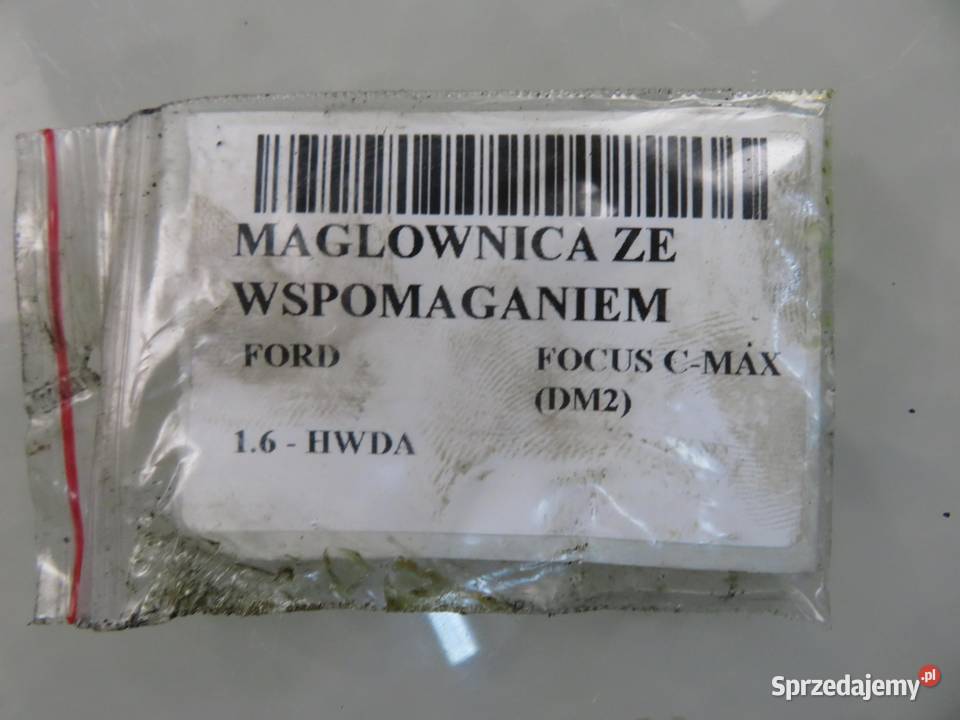 MAGLOWNICA ZE
WSPOMAGANIEM
FORD FOCUS C-MAX
(DM2)
1.6 - HWDA
Sprzedajemy.pl